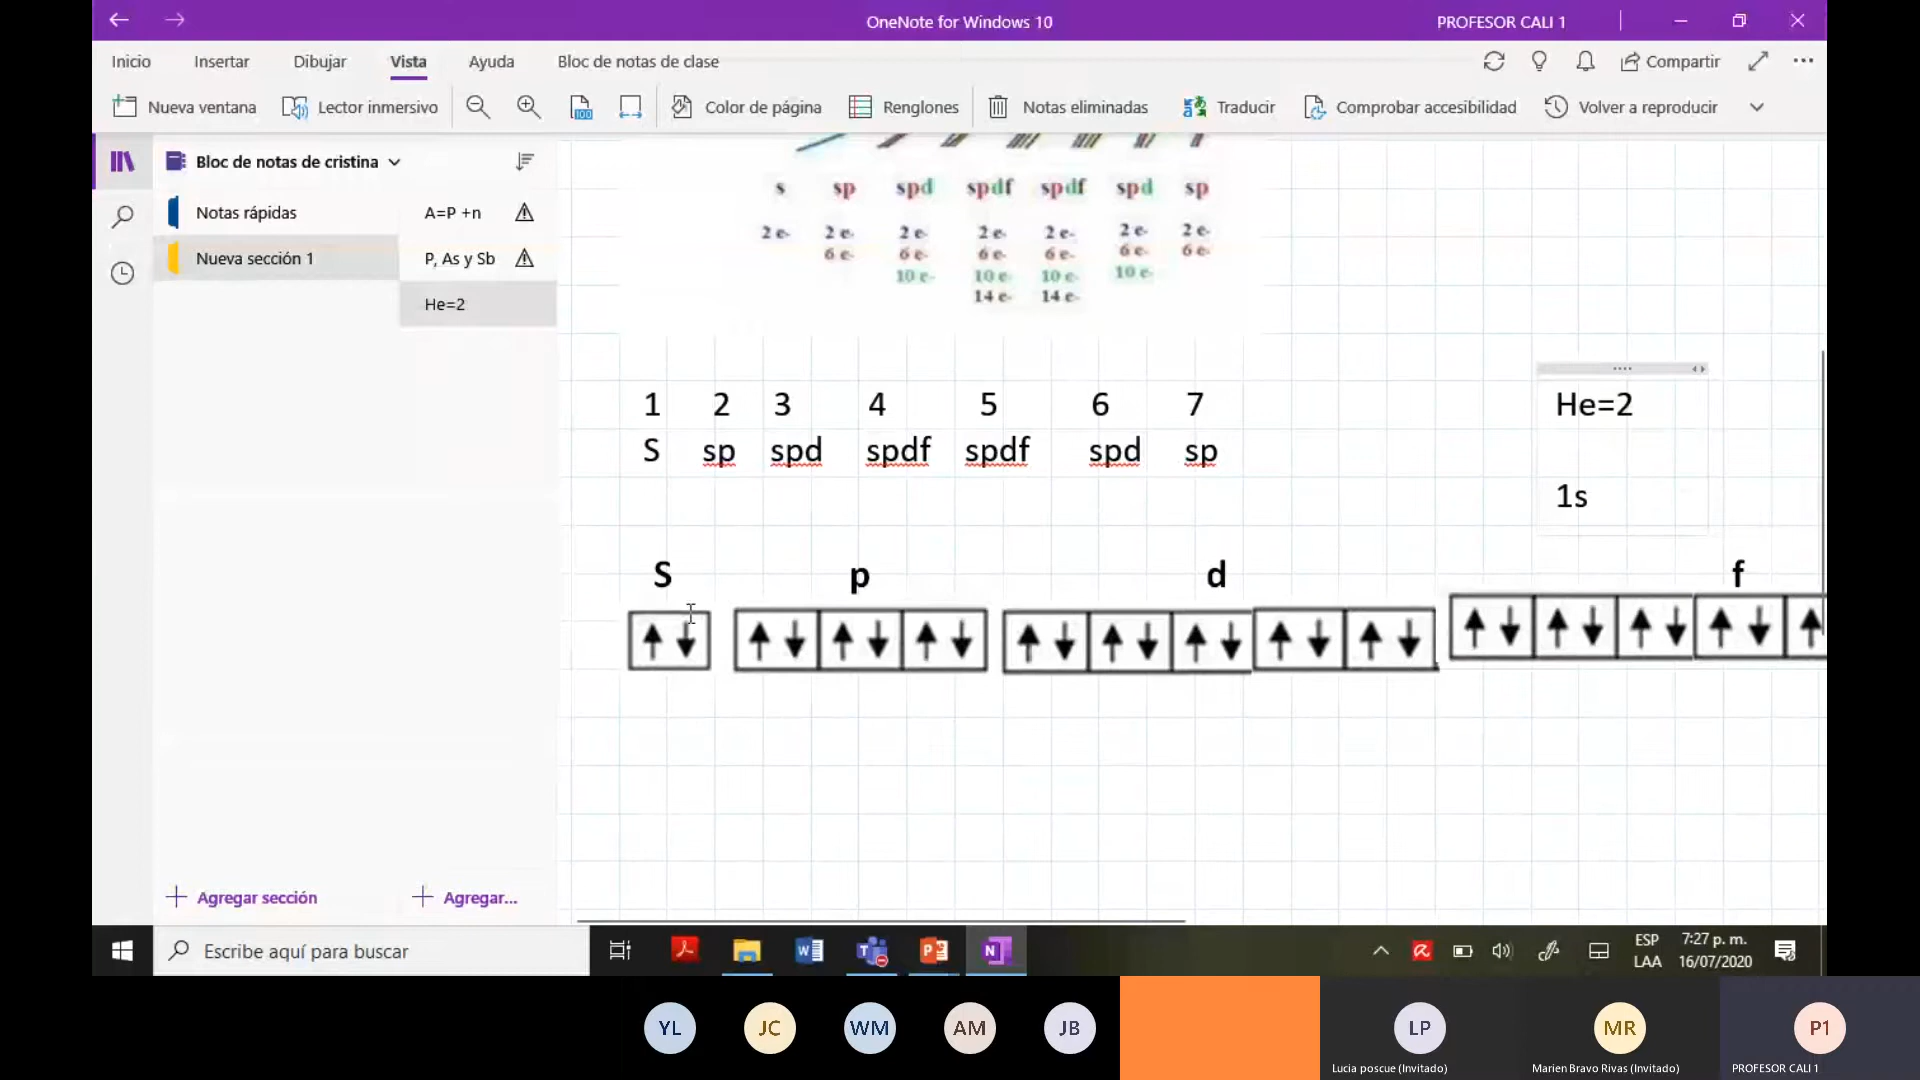 OneNote for Windows 10
PROFESOR CALI 1
Inicio Insertar Dibujar Vista Ayuda Bloc de notas de clase Compartir
Nueva ventana Lector inmersivo 100 Color de página Renglones Notas eliminadas Traducir Comprobar accesibilidad Volver a reproducir
Bloc de notas de cristina
Notas rápidas
Nueva sección 1
A=P +n
P, As y Sb
He=2
s sp spd spdf spdf spd sp
2 e- 2 e- 2 e- 2 e- 2 e- 2 e- 2 e-
6 e- 6 e- 6 e- 6 e- 6 e- 6 e-
10 e- 10 e- 10 e- 10 e-
14 e- 14 e-
1 2 3 4 5 6 7
S sp spd spdf spdf spd sp
He=2
1s
S p d f
Agregar sección
Agregar...
Escribe aquí para buscar
ESP
LAA
7:27 p. m.
16/07/2020
YL JC WM AM JB LP MR P1
Lucia poscue (Invitado)
Marien Bravo Rivas (Invitado)
PROFESOR CALI 1